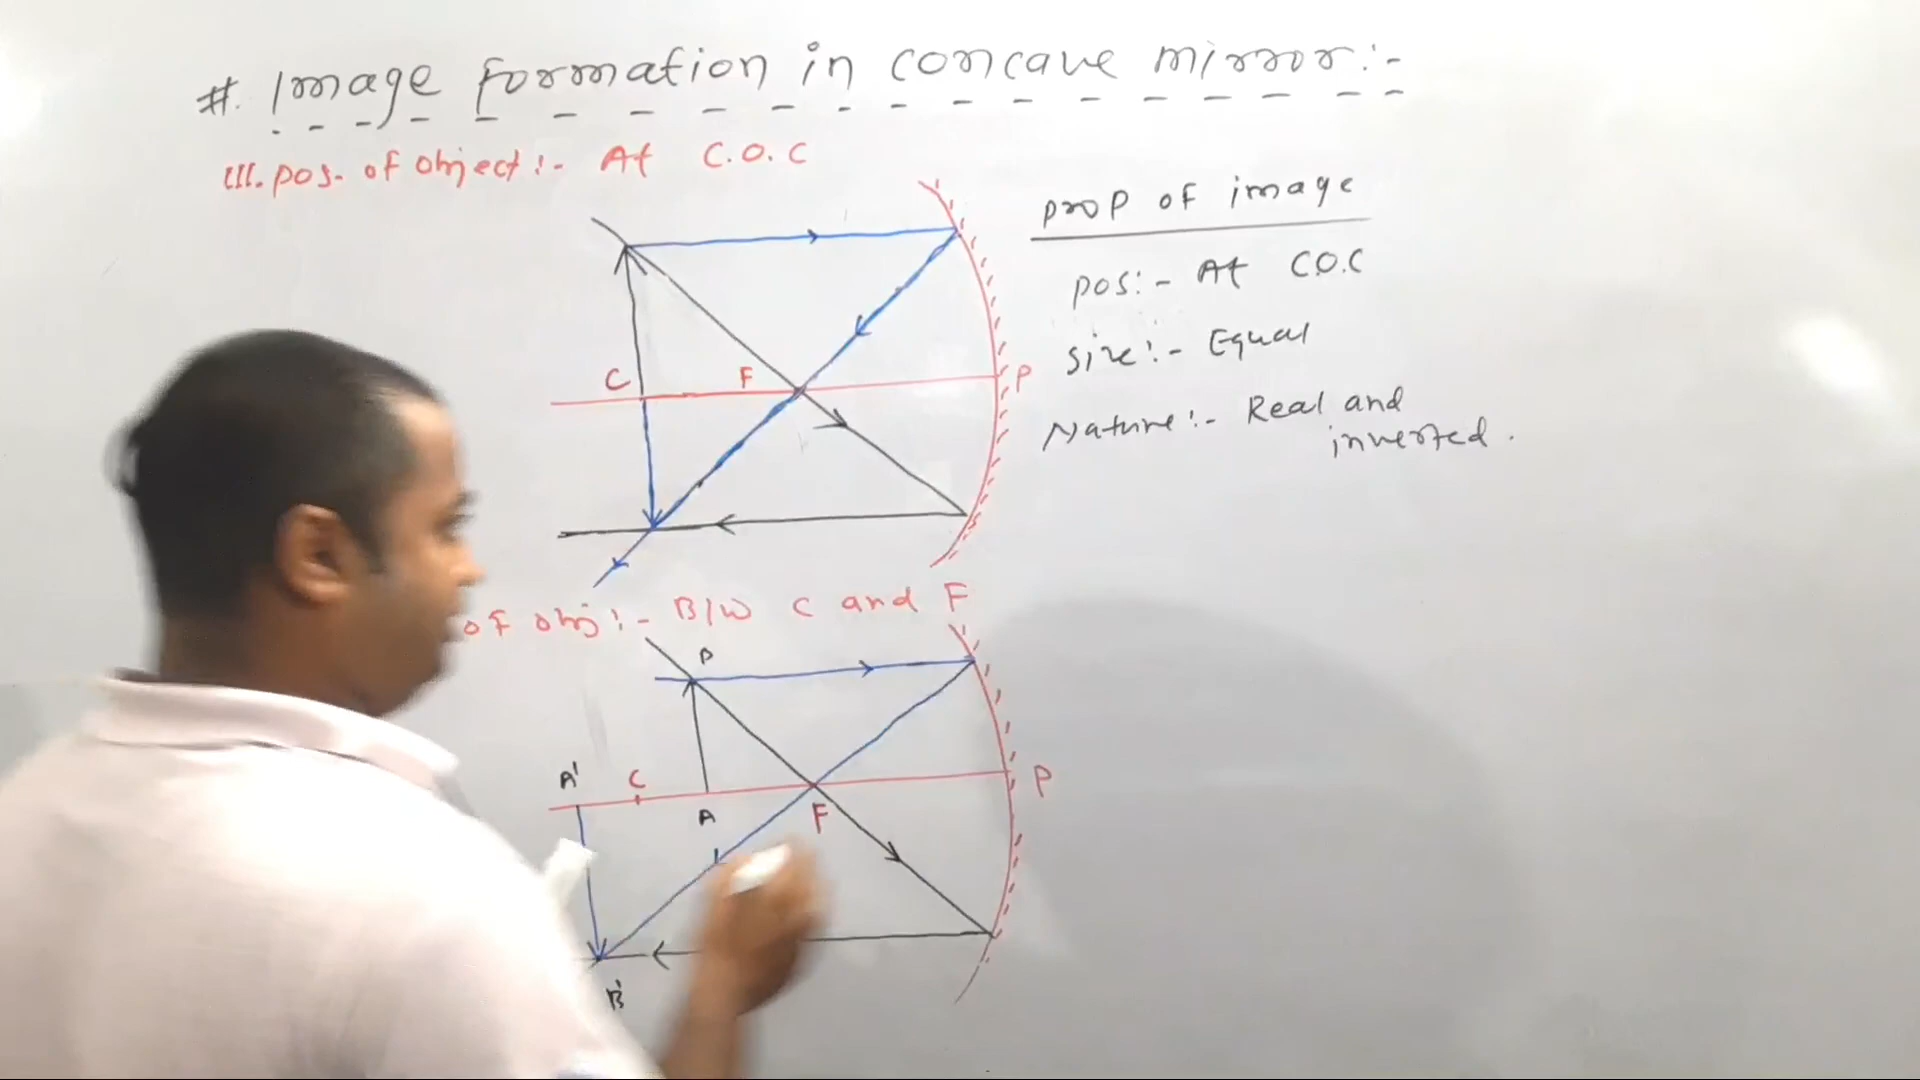 #. Image formation in concave mirror:-
III. pos. of object:- At C.O.C
prop of image
pos:- At C.O.C
Size:- Equal
Nature:- Real and
inverted.
C F P
of obj:- B/W C and F
B
A' C P
A F
B'